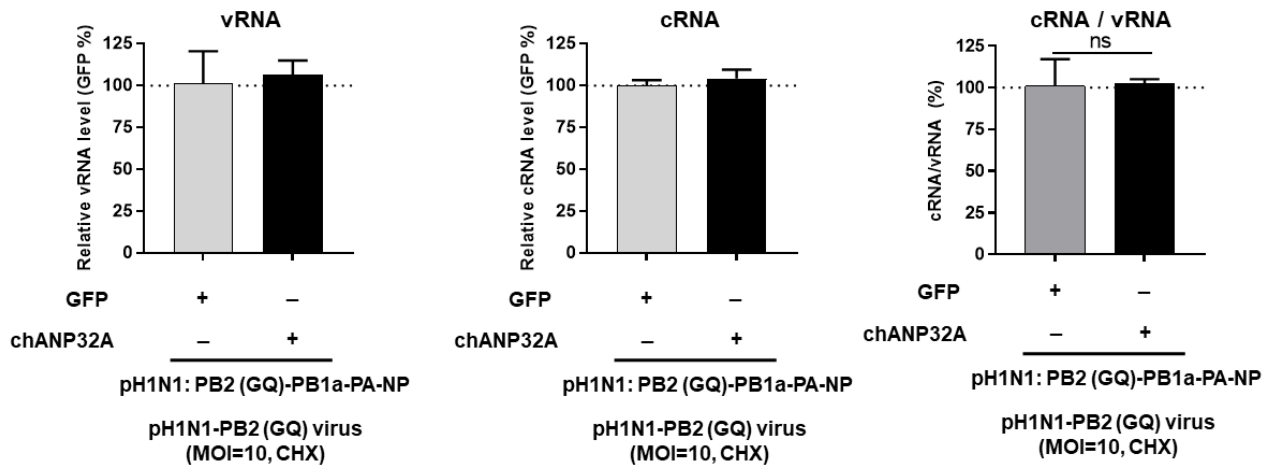 vRNA
Relative vRNA level (GFP %)
125
100
75
50
25
0
GFP + –
chANP32A – +
pH1N1: PB2 (GQ)-PB1a-PA-NP
pH1N1-PB2 (GQ) virus
(MOI=10, CHX)
cRNA
Relative cRNA level (GFP %)
125
100
75
50
25
0
GFP + –
chANP32A – +
pH1N1: PB2 (GQ)-PB1a-PA-NP
pH1N1-PB2 (GQ) virus
(MOI=10, CHX)
cRNA / vRNA
ns
cRNA/vRNA (%)
125
100
75
50
25
0
GFP + –
chANP32A – +
pH1N1: PB2 (GQ)-PB1a-PA-NP
pH1N1-PB2 (GQ) virus
(MOI=10, CHX)